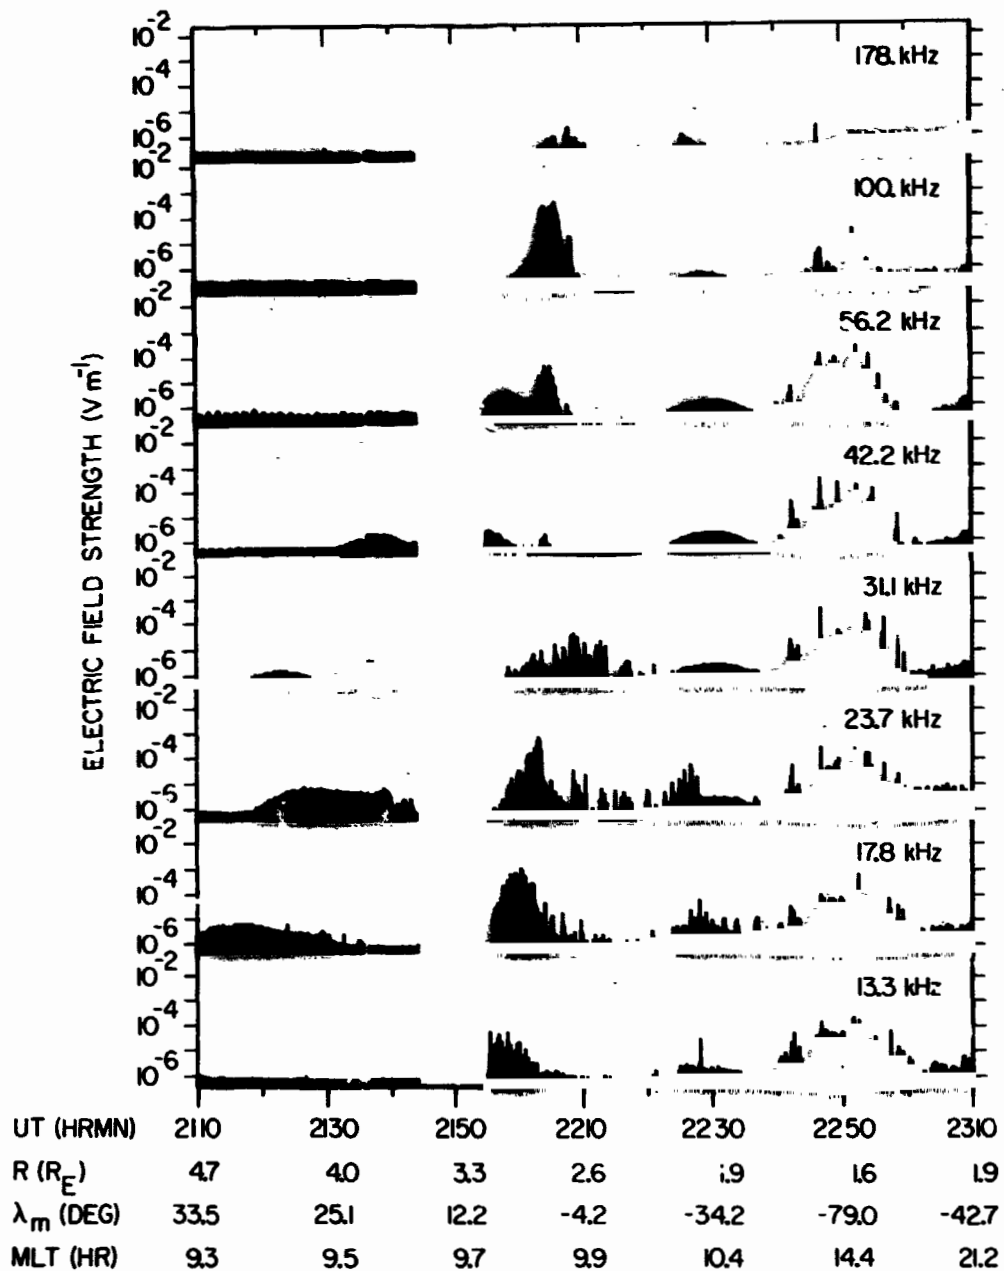 ELECTRIC FIELD STRENGTH (V m⁻¹)
10⁻²
10⁻⁴
10⁻⁶
178. kHz
10⁻²
10⁻⁴
10⁻⁶
100. kHz
10⁻²
10⁻⁴
10⁻⁶
56.2 kHz
10⁻²
10⁻⁴
10⁻⁶
42.2 kHz
10⁻²
10⁻⁴
10⁻⁶
31.1 kHz
10⁻²
10⁻⁴
10⁻⁵
23.7 kHz
10⁻²
10⁻⁴
10⁻⁶
17.8 kHz
10⁻²
10⁻⁴
10⁻⁶
13.3 kHz
UT (HRMN) 2110 2130 2150 2210 2230 2250 2310
R (R_E) 4.7 4.0 3.3 2.6 1.9 1.6 1.9
λ_m (DEG) 33.5 25.1 12.2 -4.2 -34.2 -79.0 -42.7
MLT (HR) 9.3 9.5 9.7 9.9 10.4 14.4 21.2